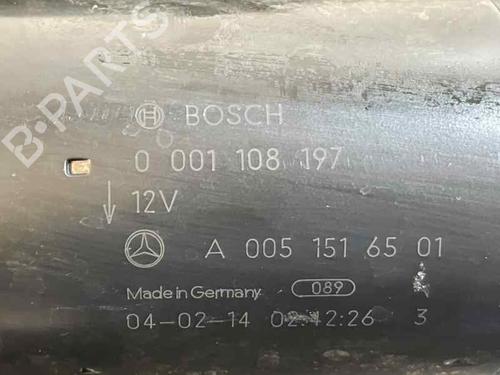 B-PARTS
BOSCH
0 001 108 197
12V
A 005 151 65 01
Made in Germany 089
04-02-14 02:42:26 3